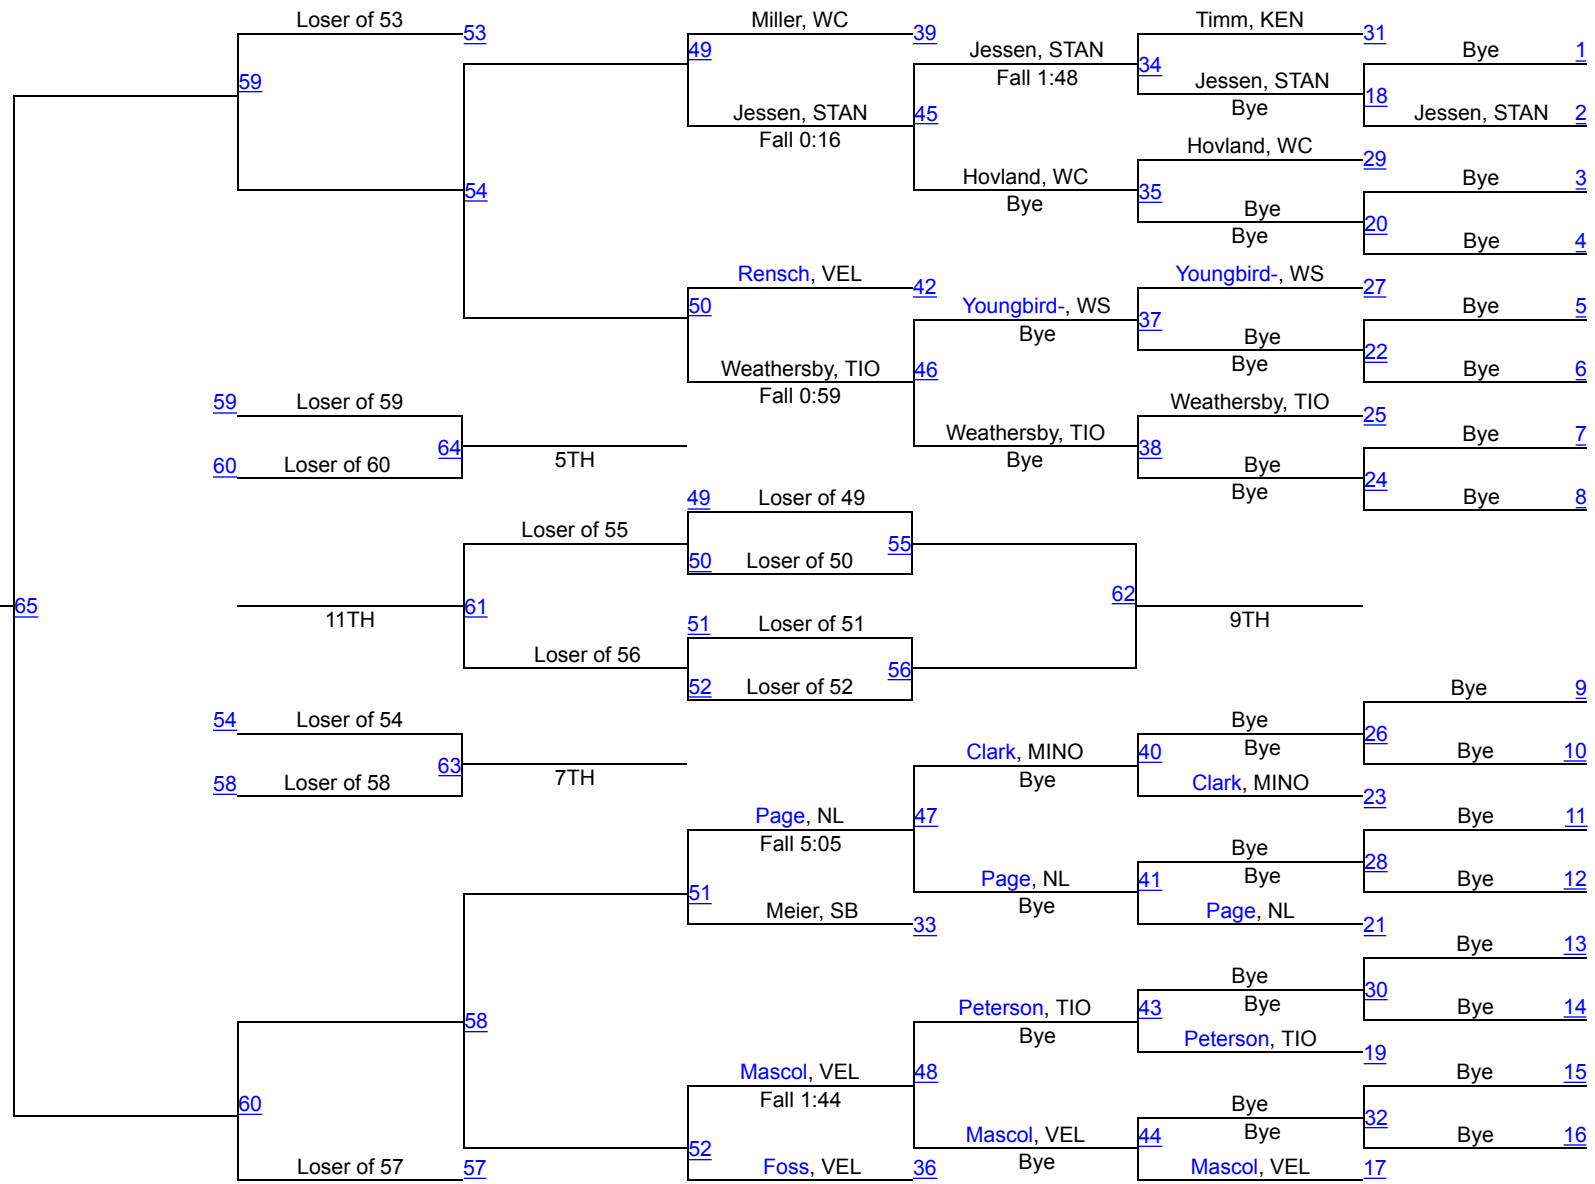 Loser of 53 53 Miller, WC 39 Timm, KEN 31
49 Jessen, STAN Bye 1
Fall 1:48 34
59 Jessen, STAN 18
Bye
Jessen, STAN 45 Jessen, STAN 2
Fall 0:16
Hovland, WC 29
Hovland, WC Bye 3
54 Bye 35
Bye 20
Bye Bye 4
Rensch, VEL 42 Youngbird-, WS 27
50 Youngbird-, WS Bye 5
Bye 37
Bye 22
Bye
Weathersby, TIO 46 Bye 6
Fall 0:59
59 Loser of 59 Weathersby, TIO 25
Weathersby, TIO Bye 7
64 5TH Bye 38
60 Loser of 60 Bye 24
Bye
49 Loser of 49 Bye 8
Loser of 55 55
50 Loser of 50
65 11TH 61 62 9TH
51 Loser of 51
Loser of 56 56
52 Loser of 52 Bye 9
54 Loser of 54 Bye 26
Bye
Clark, MINO 40 Bye 10
63 7TH Bye
58 Loser of 58 Clark, MINO 23
Page, NL 47 Bye 11
Fall 5:05
Bye 28
Bye
51 Page, NL 41 Bye 12
Bye
Meier, SB 33 Page, NL 21
Bye 13
Bye 30
Bye
Peterson, TIO 43 Bye 14
58 Bye
Peterson, TIO 19
Mascol, VEL 48 Bye 15
Fall 1:44
60 Bye 32
Bye
52 Mascol, VEL 44 Bye 16
Bye
Loser of 57 57 Foss, VEL 36 Mascol, VEL 17